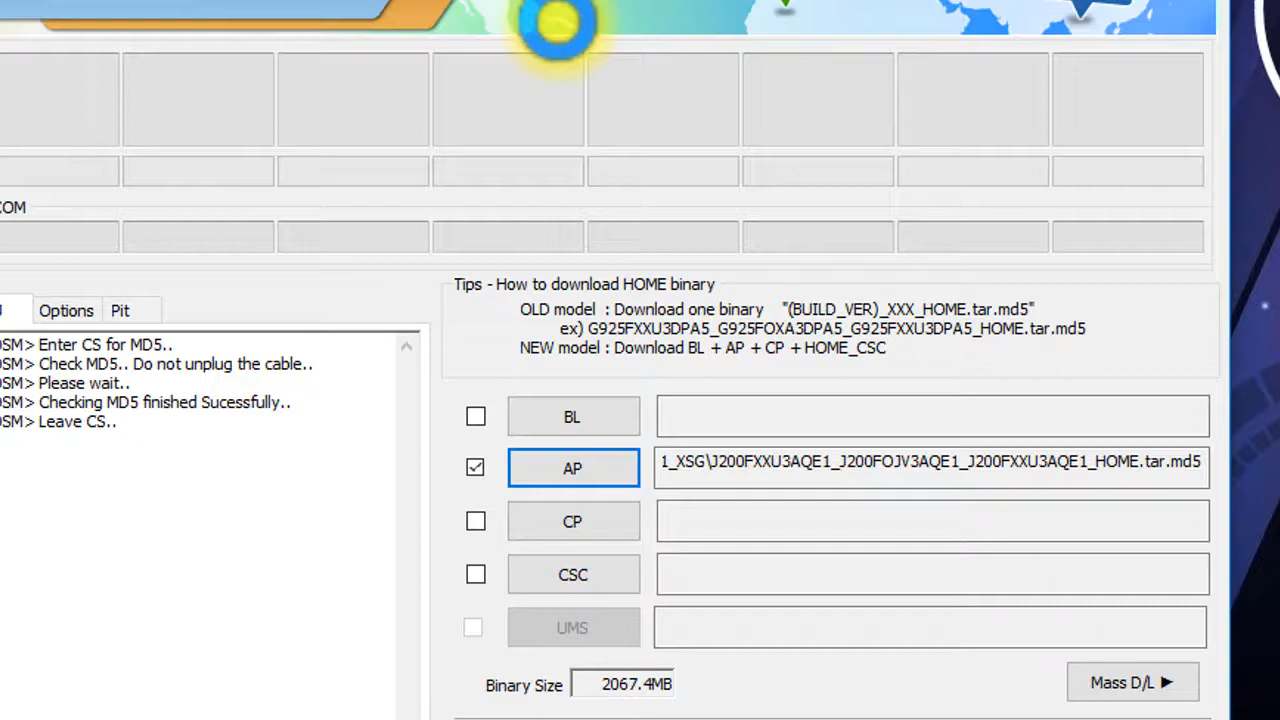 COM
Tips - How to download HOME binary
OLD model : Download one binary "(BUILD_VER)_XXX_HOME.tar.md5"
ex) G925FXXU3DPA5_G925FOXA3DPA5_G925FXXU3DPA5_HOME.tar.md5
NEW model : Download BL + AP + CP + HOME_CSC
Options Pit
OSM> Enter CS for MD5..
OSM> Check MD5.. Do not unplug the cable..
OSM> Please wait..
OSM> Checking MD5 finished Sucessfully..
OSM> Leave CS..
BL
AP 1_XSG\J200FXXU3AQE1_J200FOJV3AQE1_J200FXXU3AQE1_HOME.tar.md5
CP
CSC
UMS
Binary Size 2067.4MB
Mass D/L ►